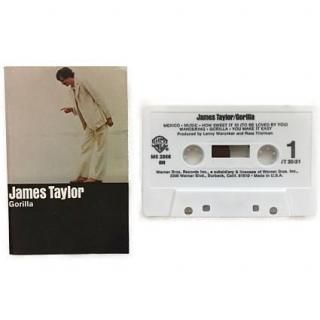 James Taylor
Gorilla
James Taylor/Gorilla
MEXICO • MUSIC • HOW SWEET IT IS (TO BE LOVED BY YOU)
WANDERING • GORILLA • YOU MAKE IT EASY
Produced by Lenny Waronker and Russ Titelman
1
Warner Bros. Records Inc., a subsidiary & licensee of Warner Bros. Inc.
3300 Warner Blvd., Burbank, Calif. 91510 • Made in U.S.A.